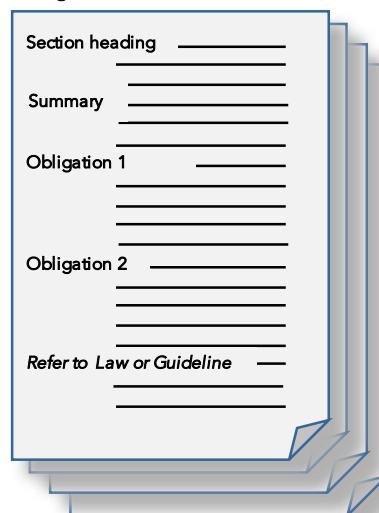 Section heading
Summary
Obligation 1
Obligation 2
Refer to Law or Guideline